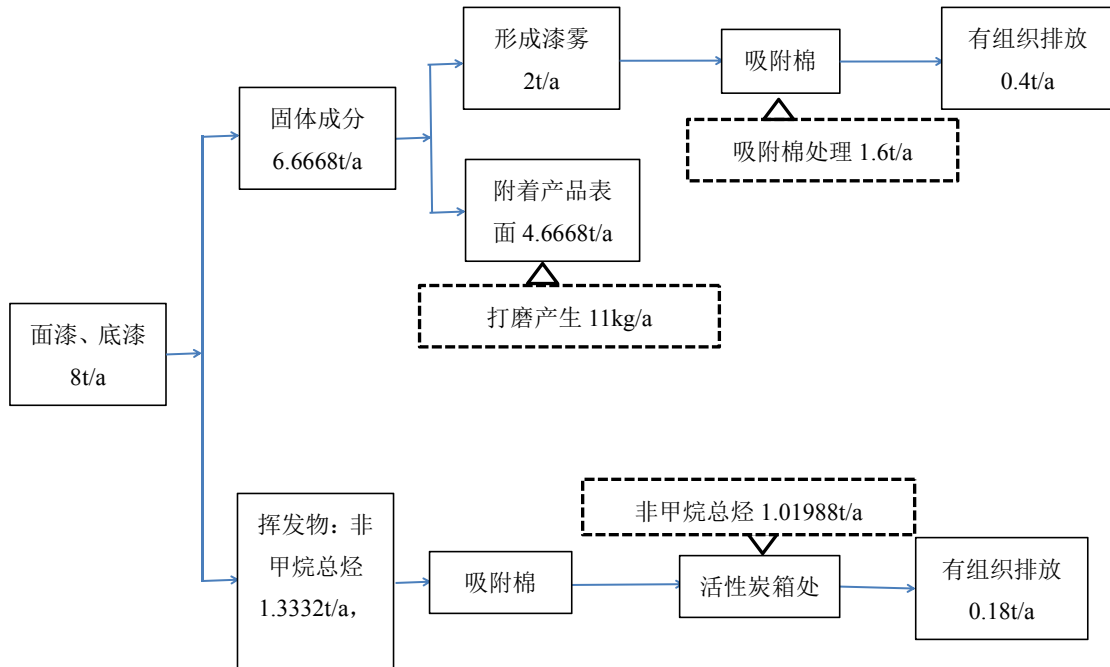 形成漆雾
2t/a
吸附棉
有组织排放
0.4t/a
固体成分
6.6668t/a
吸附棉处理 1.6t/a
附着产品表
面 4.6668t/a
打磨产生 11kg/a
面漆、底漆
8t/a
挥发物：非
甲烷总烃
1.3332t/a，
吸附棉
非甲烷总烃 1.01988t/a
活性炭箱处
有组织排放
0.18t/a